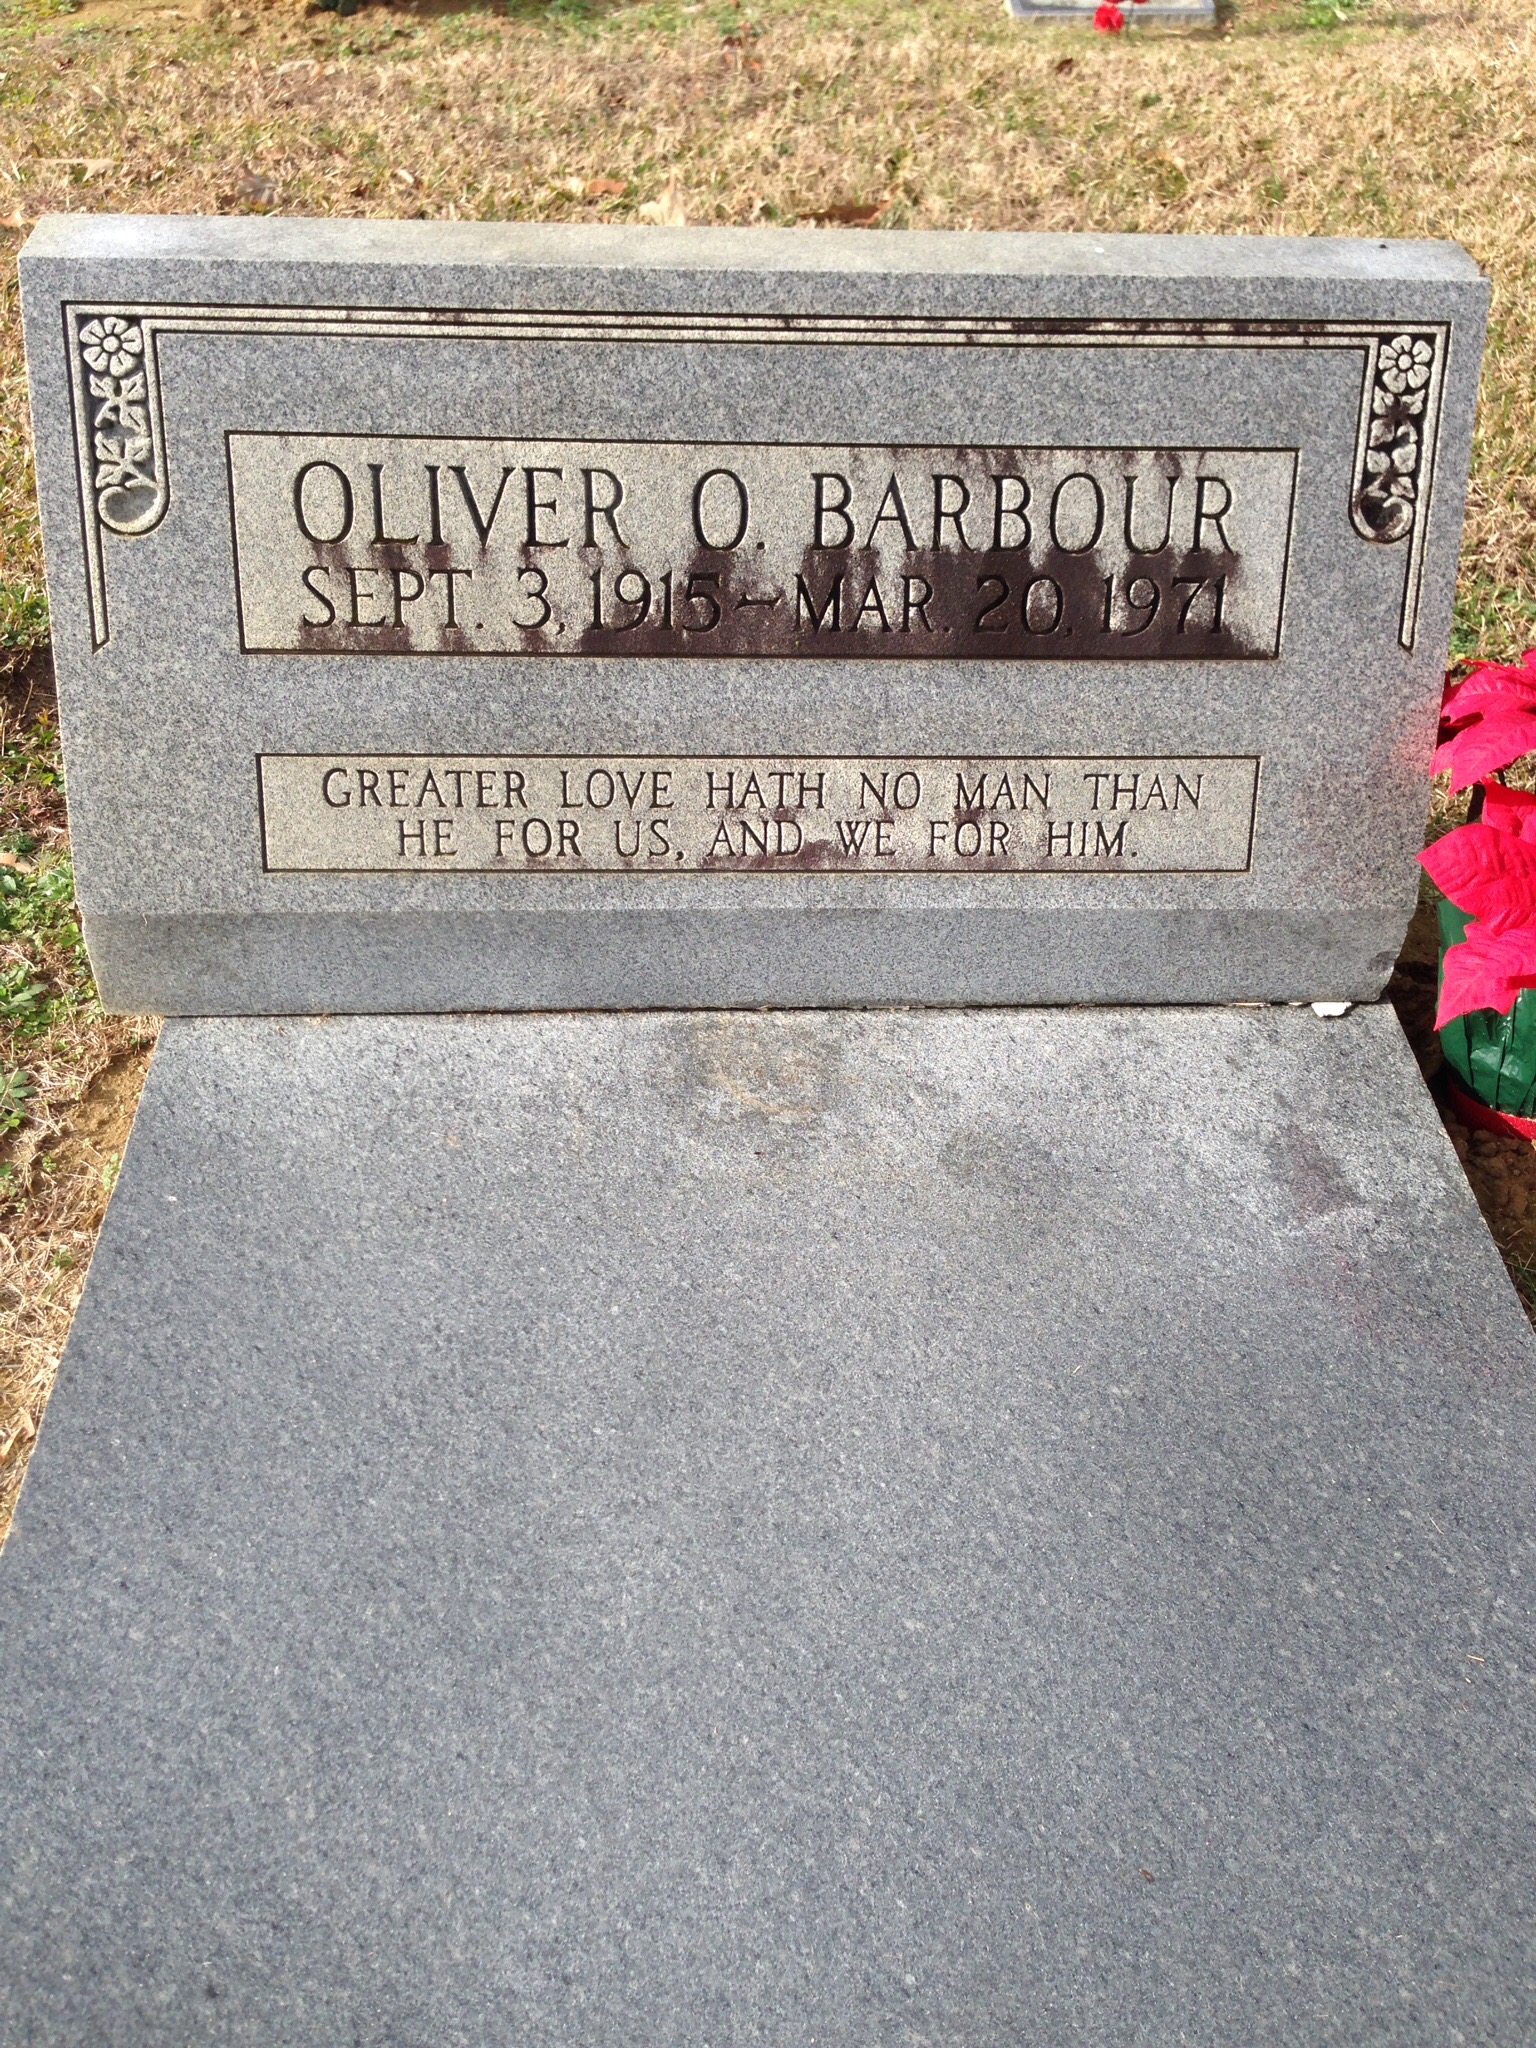 OLIVER O. BARBOUR
SEPT. 3, 1915 - MAR. 20, 1971
GREATER LOVE HATH NO MAN THAN
HE FOR US, AND WE FOR HIM.